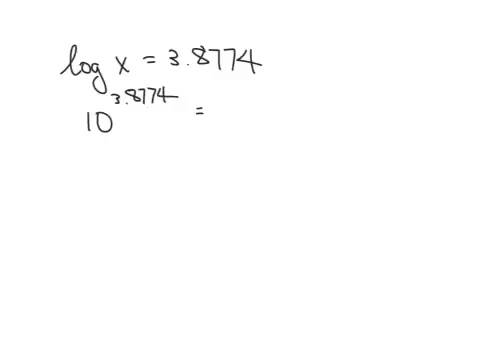 log x = 3.8774
10^3.8774 =